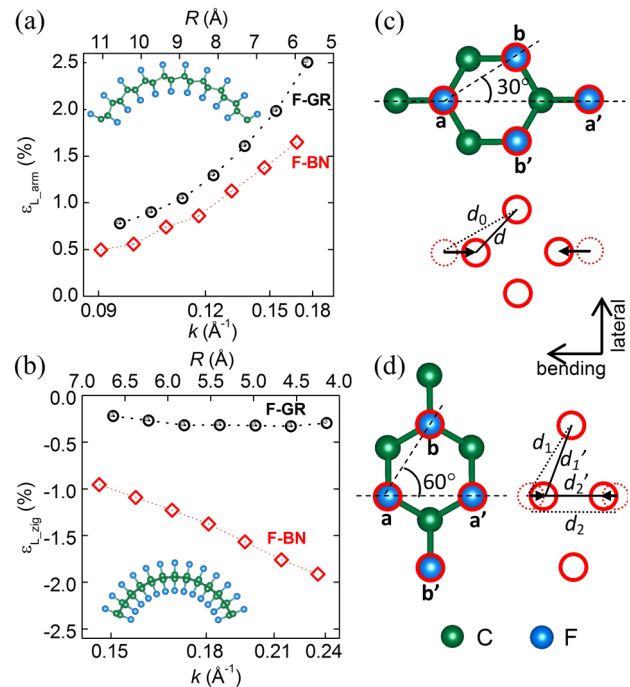 (a)
R (Å)
11 10 9 8 7 6 5
2.5
2.0
1.5
1.0
0.5
0.0
ε_L_arm (%)
F-GR
F-BN
0.09 0.12 0.15 0.18
k (Å⁻¹)
(b)
R (Å)
7.0 6.5 6.0 5.5 5.0 4.5 4.0
0.0
-0.5
-1.0
-1.5
-2.0
-2.5
ε_L_zig (%)
F-GR
F-BN
0.15 0.18 0.21 0.24
k (Å⁻¹)
(c)
b
30°
a
a’
b’
d₀
d
lateral
bending
(d)
b
60°
a
a’
b’
d₁
d₁’
d₂’
d₂
C
F